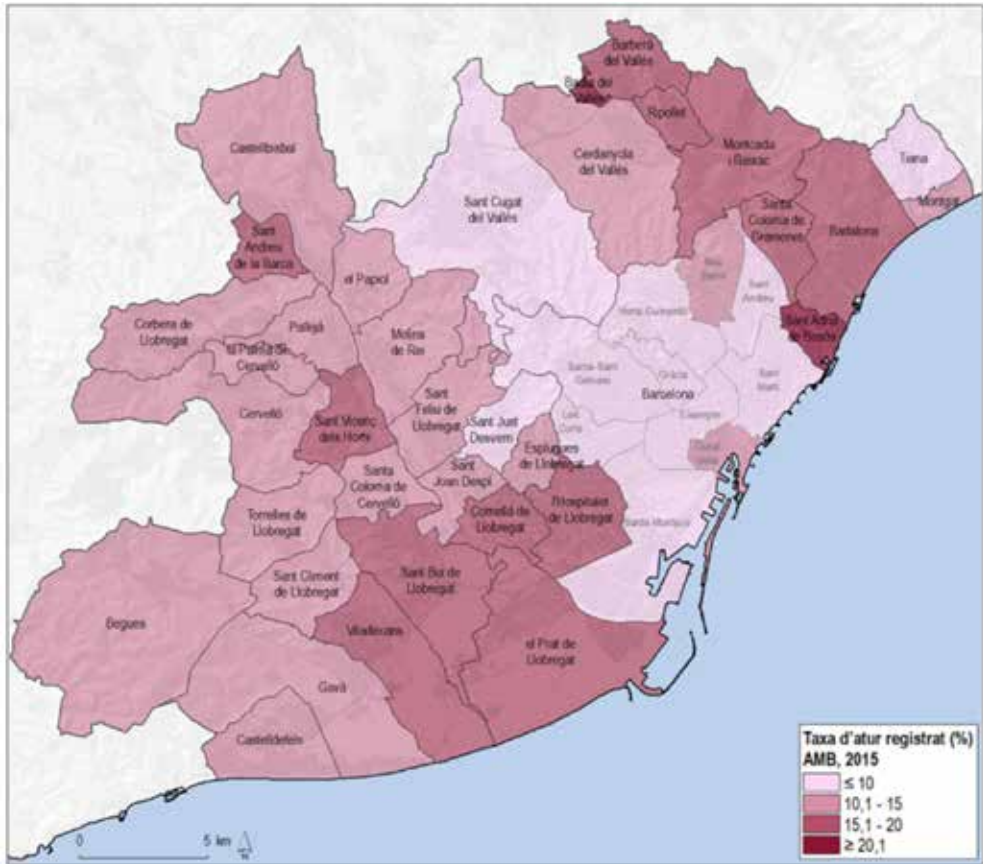 Barberà
del Vallès
Badia del
Vallès
Ripollet
Castellbisbal
Cerdanyola
del Vallès
Montcada
i Reixac
Tiana
Montgat
Sant Cugat
del Vallès
Santa
Coloma de
Gramenet
Badalona
Sant
Andreu
de la Barca
el Papiol
Nou
Barris
Sant
Andreu
Horta Guinardó
Corbera de
Llobregat
Pallejà
Molins
de Rei
Sant Adrià
de Besòs
la Palma de
Cervelló
Sarrià-Sant
Gervasi
Gràcia
Sant
Martí
Barcelona
Cervelló
Sant
Feliu de
Llobregat
Sant Vicenç
dels Horts
Sant Just
Desvern
Les
Corts
Eixample
Ciutat
Vella
Esplugues
de Llobregat
Santa
Coloma de
Cervelló
Sant
Joan Despí
Torrelles de
Llobregat
Cornellà de
Llobregat
l'Hospitalet
de Llobregat
Sants-Montjuïc
Sant Climent
de Llobregat
Sant Boi de
Llobregat
Begues
Viladecans
el Prat de
Llobregat
Gavà
Castelldefels
Taxa d'atur registrat (%)
AMB, 2015
≤ 10
10,1 - 15
15,1 - 20
≥ 20,1
0 5 km
N